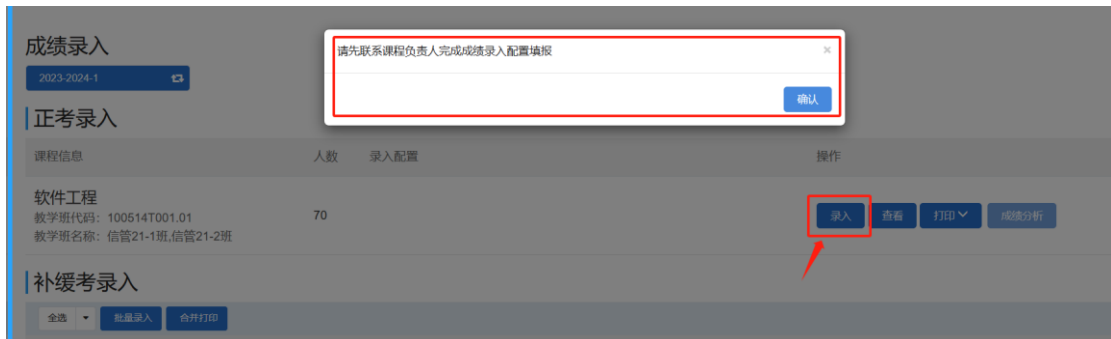 成绩录入
请先联系课程负责人完成成绩录入配置填报 ×
2023-2024-1
确认
正考录入
课程信息 人数 录入配置 操作
软件工程
教学班代码：100514T001.01
教学班名称：信管21-1班,信管21-2班
70
录入 查看 打印 成绩分析
补缓考录入
全选 批量录入 合并打印